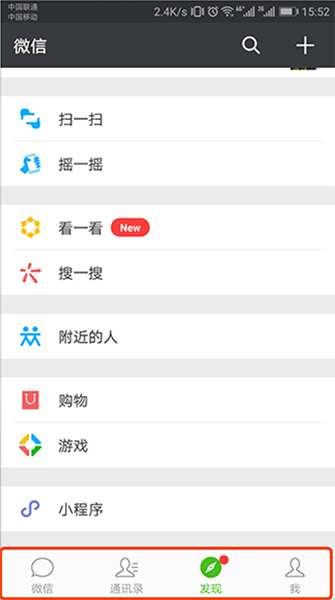 中国联通
中国移动
2.4K/s 15:52
微信
扫一扫
摇一摇
看一看 New
搜一搜
附近的人
购物
游戏
小程序
微信 通讯录 发现 我